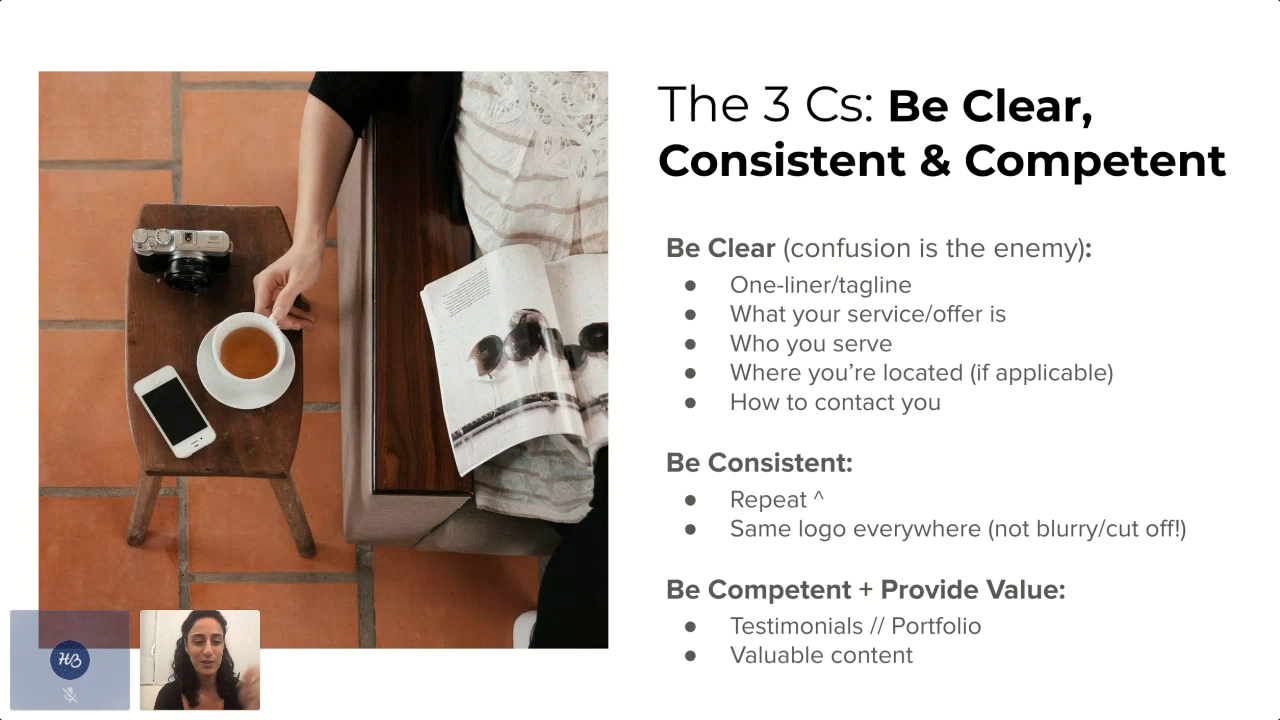 The 3 Cs: Be Clear,
Consistent & Competent
Be Clear (confusion is the enemy):
● One-liner/tagline
● What your service/offer is
● Who you serve
● Where you’re located (if applicable)
● How to contact you
Be Consistent:
● Repeat ^
● Same logo everywhere (not blurry/cut off!)
Be Competent + Provide Value:
● Testimonials // Portfolio
● Valuable content
HB